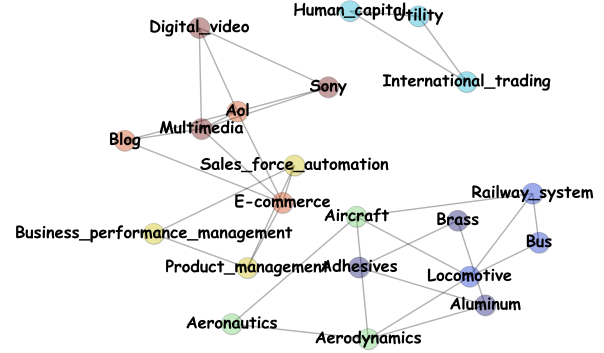 Human_capital
Utility
Digital_video
International_trading
Sony
Aol
Multimedia
Blog
Sales_force_automation
Railway_system
E-commerce
Aircraft
Brass
Business_performance_management
Bus
Product_management
Adhesives
Locomotive
Aluminum
Aeronautics
Aerodynamics